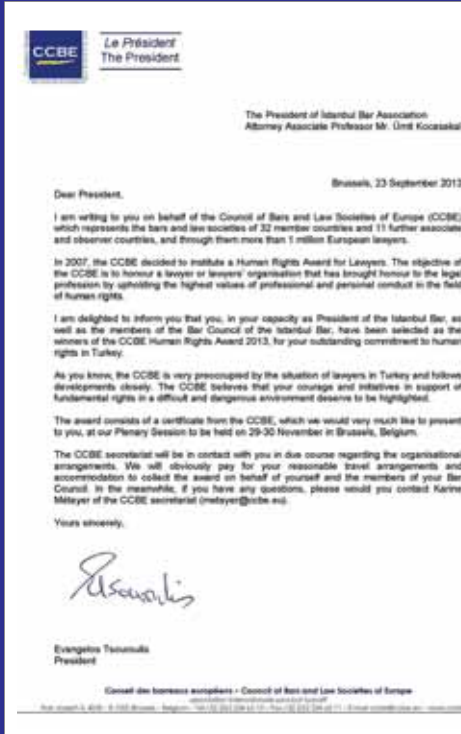 CCBE
Le Président
The President
The President of Istanbul Bar Association
Attorney Associate Professor Mr. Ümit Kocasakal
Brussels, 23 September 2013
Dear President,
I am writing to you on behalf of the Council of Bars and Law Societies of Europe (CCBE)
which represents the bars and law societies of 32 member countries and 11 further associate
and observer countries, and through them more than 1 million European lawyers.
In 2007, the CCBE decided to institute a Human Rights Award for Lawyers. The objective of
the CCBE is to honour a lawyer or lawyers' organisation that has brought honour to the legal
profession by upholding the highest values of professional and personal conduct in the field
of human rights.
I am delighted to inform you that you, in your capacity as President of the Istanbul Bar, as
well as the members of the Bar Council of the Istanbul Bar, have been selected as the
winners of the CCBE Human Rights Award 2013, for your outstanding commitment to human
rights in Turkey.
As you know, the CCBE is very preoccupied by the situation of lawyers in Turkey and follows
developments closely. The CCBE believes that your courage and initiatives in support of
fundamental rights in a difficult and dangerous environment deserve to be highlighted.
The award consists of a certificate from the CCBE, which we would very much like to present
to you, at our Plenary Session to be held on 29-30 November in Brussels, Belgium.
The CCBE secretariat will be in contact with you in due course regarding the organisational
arrangements. We will obviously pay for your reasonable travel arrangements and
accommodation to collect the award on behalf of yourself and the members of your Bar
Council. In the meanwhile, if you have any questions, please would you contact Karine
Métayer of the CCBE secretariat (metayer@ccbe.eu).
Yours sincerely,
Evangelos Tsouroulis
President
Conseil des barreaux européens – Council of Bars and Law Societies of Europe